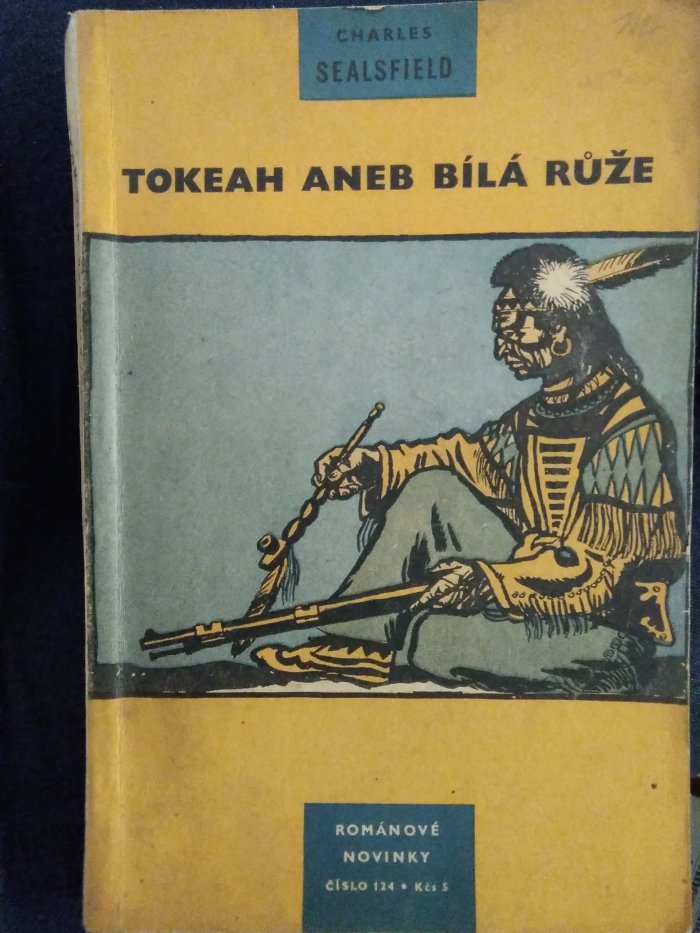 CHARLES
SEALSFIELD
TOKEAH ANEB BÍLÁ RŮŽE
ROMÁNOVÉ
NOVINKY
ČÍSLO 124 • Kčs 5